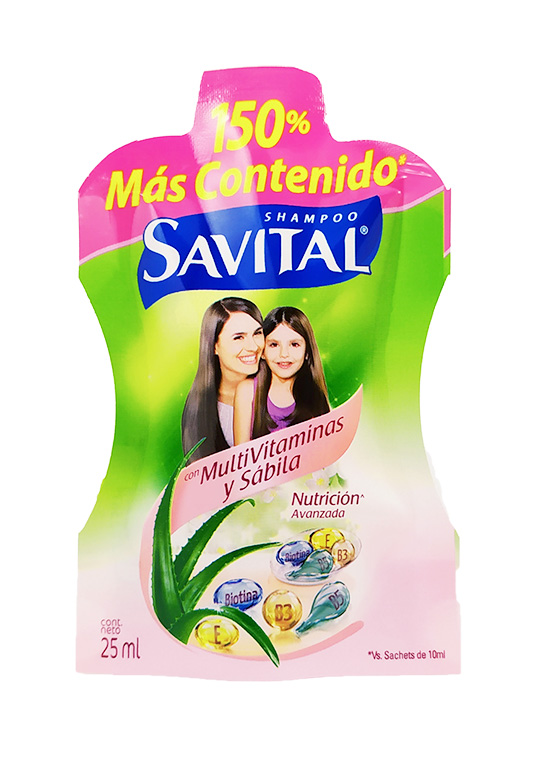 150%
Más Contenido*
SHAMPOO
SAVITAL®
con MultiVitaminas
y Sábila
Nutrición^
Avanzada
E
Biotina
B3
B5
Biotina
B3
B5
E
cont.
neto
25 ml
*Vs. Sachets de 10ml